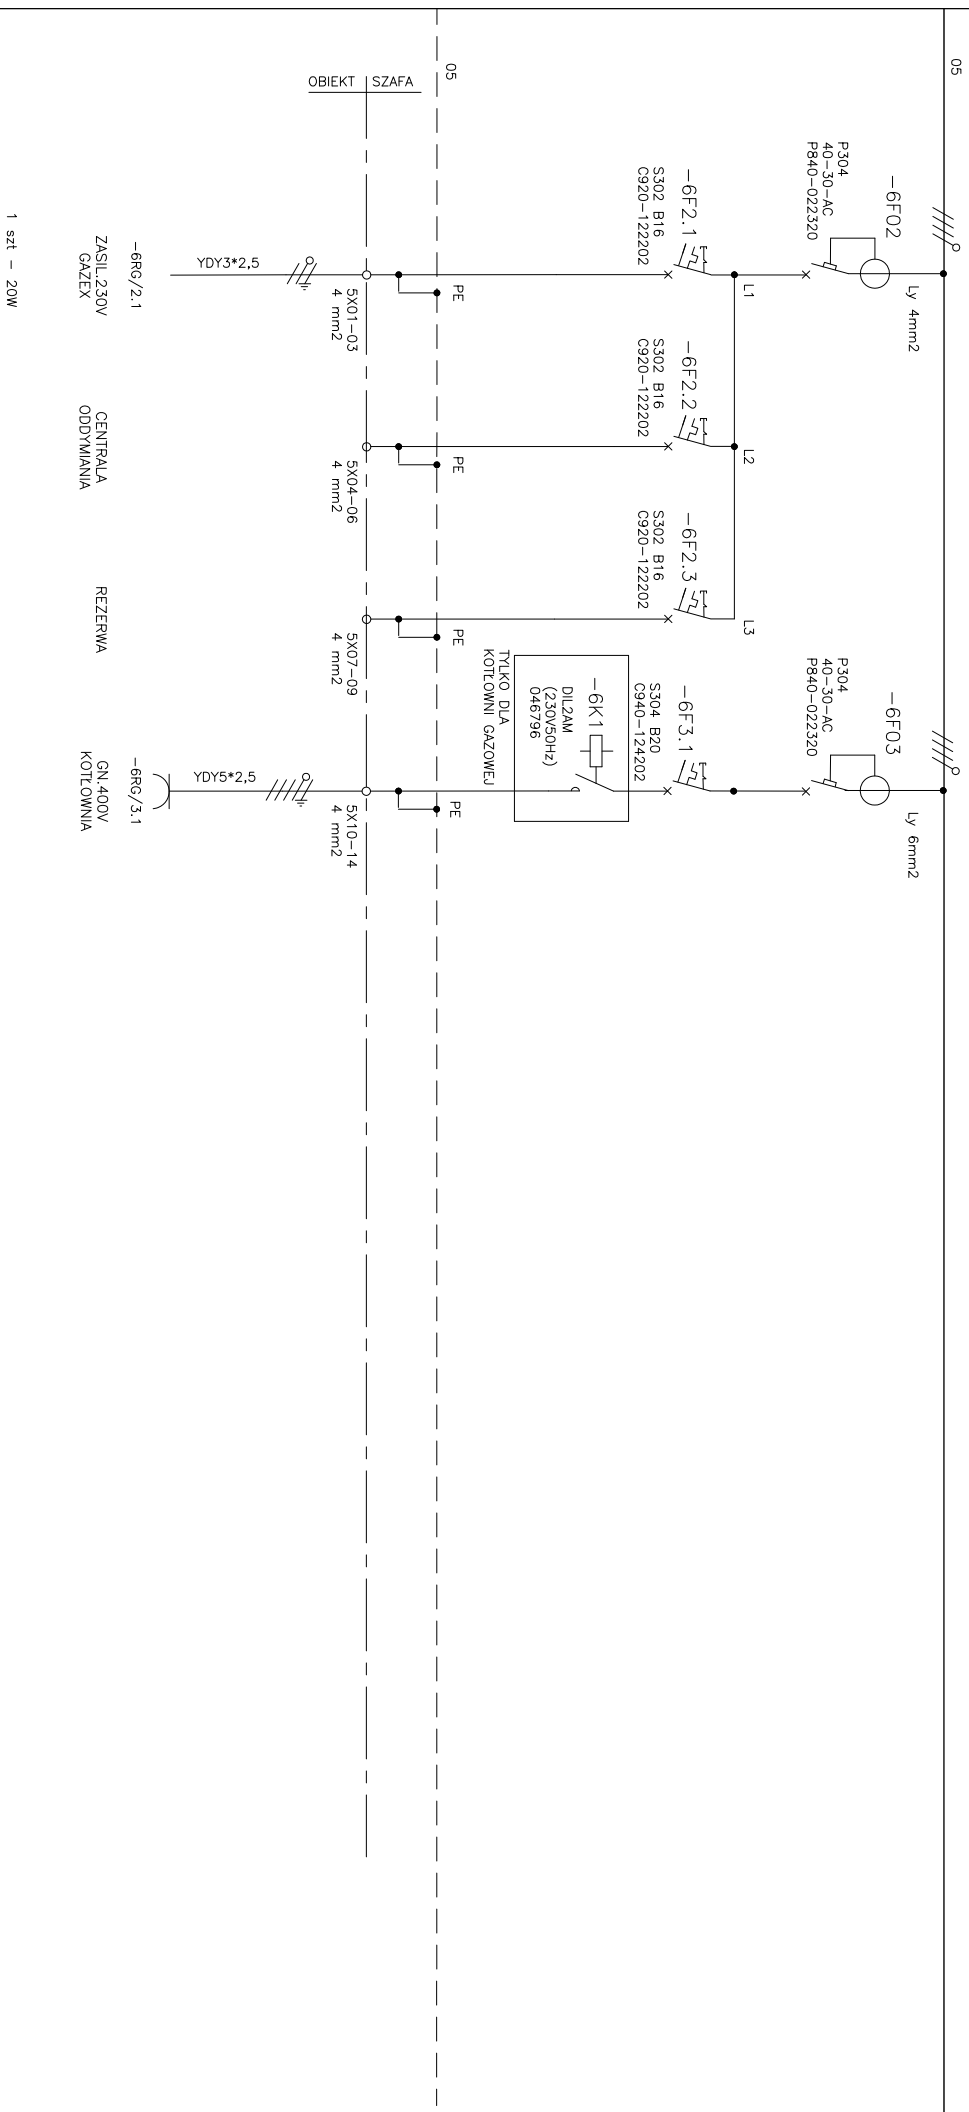 05
-6F02
P304
40-30-AC
P840-022320
Ly 4mm2
-6F03
P304
40-30-AC
P840-022320
Ly 6mm2
L1
L2
L3
-6F2.1
S302 B16
C920-122202
-6F2.2
S302 B16
C920-122202
-6F2.3
S302 B16
C920-122202
-6F3.1
S304 B20
C940-124202
-6K1
DIL2AM
(230V50Hz)
046796
TYLKO DLA
KOTŁOWNI GAZOWEJ
05
PE
PE
PE
PE
SZAFA
OBIEKT
5X01-03
4 mm2
5X04-06
4 mm2
5X07-09
4 mm2
5X10-14
4 mm2
YDY3*2,5
YDY5*2,5
-6RG/2.1
ZASIL.230V
GAZEX
CENTRALA
ODDYMIANIA
REZERWA
-6RG/3.1
GN.400V
KOTŁOWNIA
1 szt - 20W